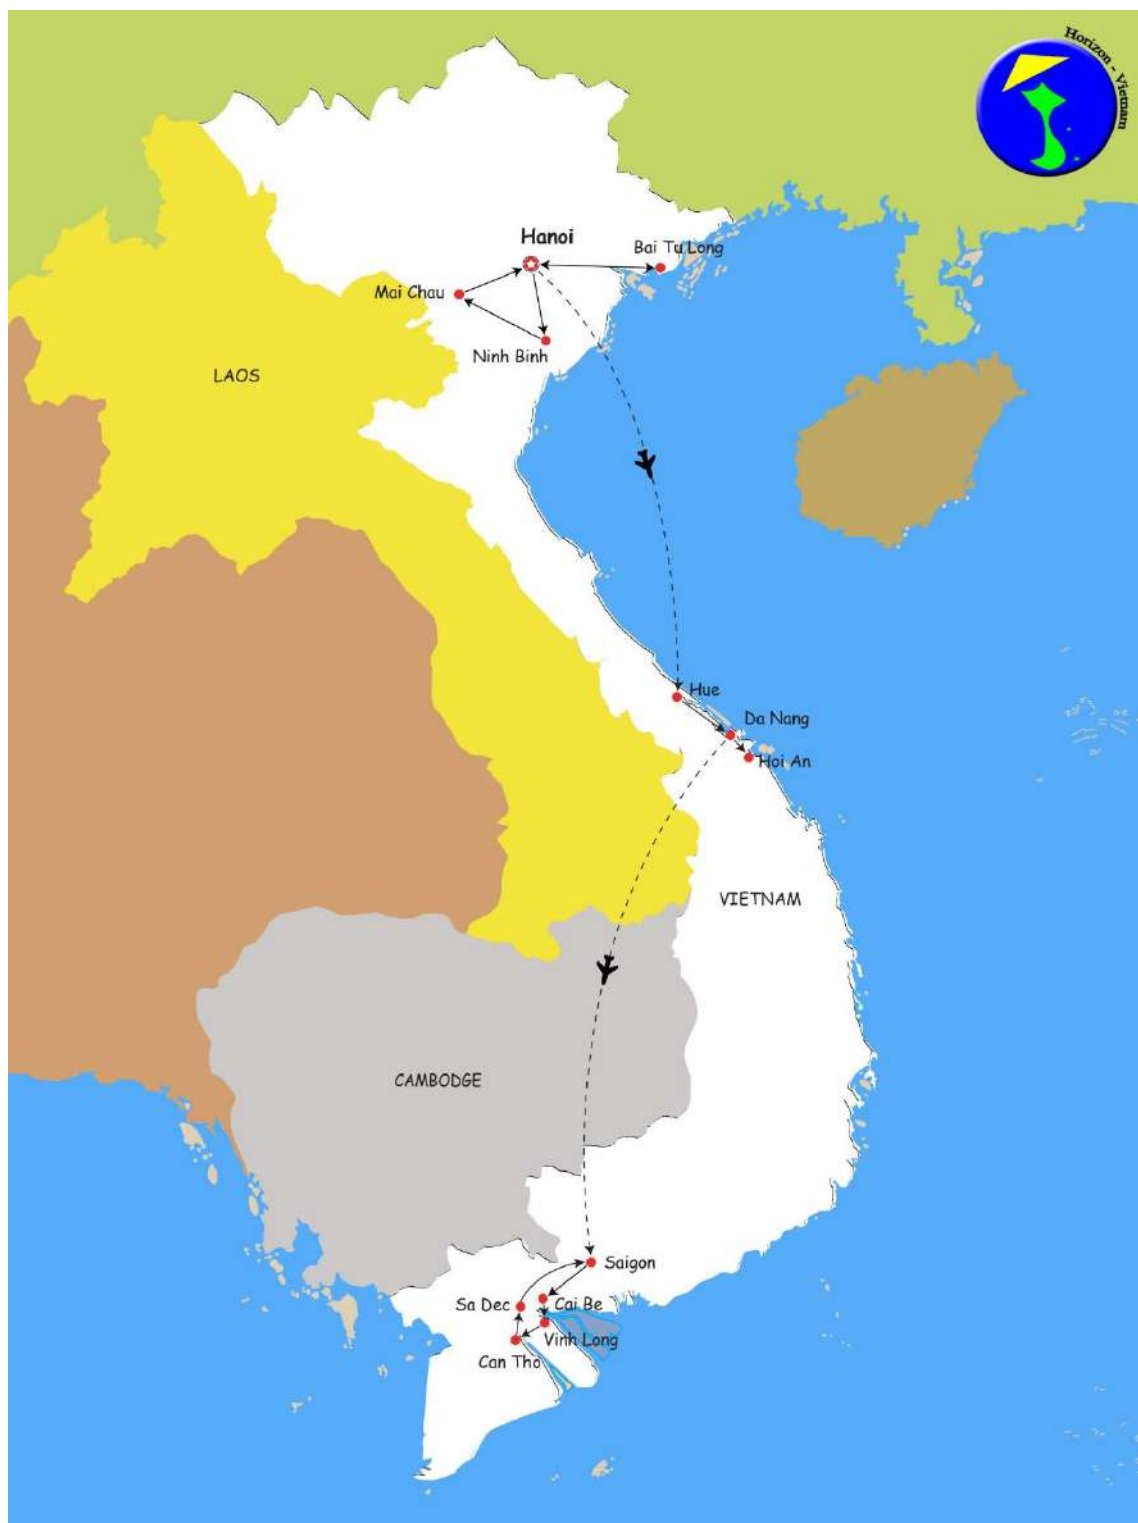 Horizon - Vietnam
Hanoi
Bai Tu Long
Mai Chau
Ninh Binh
LAOS
Hue
Da Nang
Hoi An
VIETNAM
CAMBODGE
Saigon
Sa Dec
Cai Be
Vinh Long
Can Tho